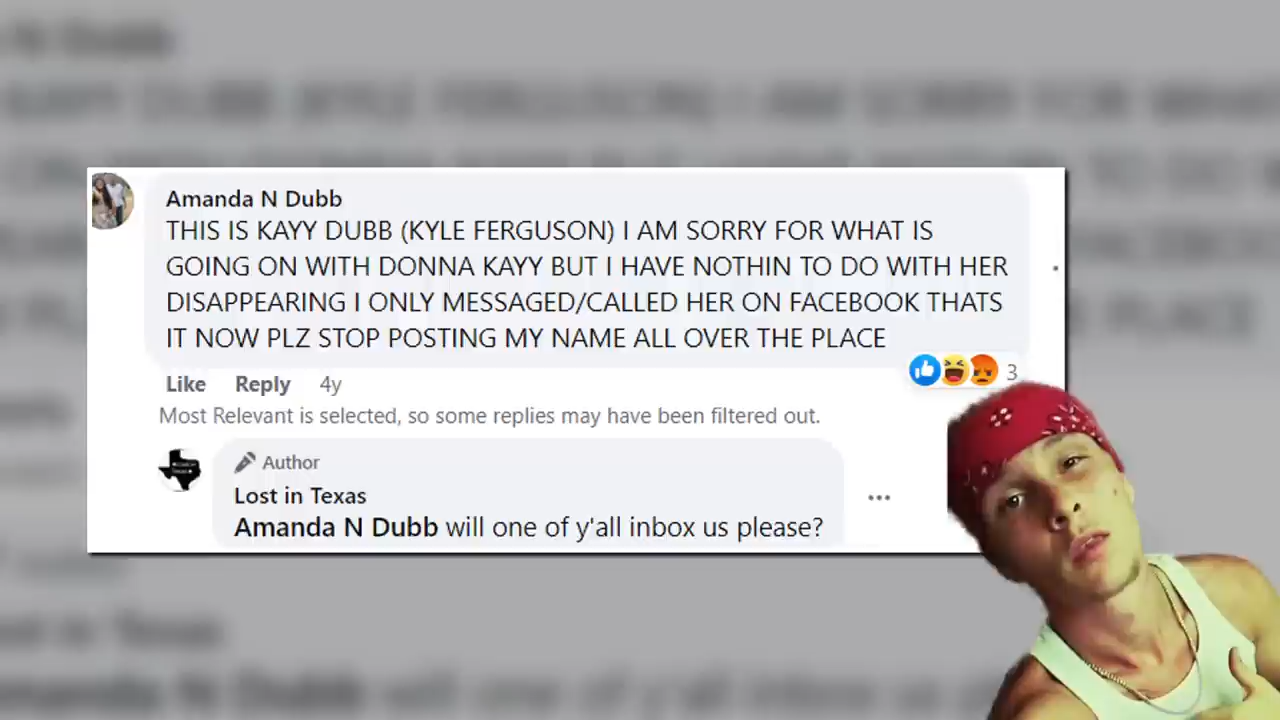 Amanda N Dubb
THIS IS KAYY DUBB (KYLE FERGUSON) I AM SORRY FOR WHAT IS
GOING ON WITH DONNA KAYY BUT I HAVE NOTHIN TO DO WITH HER
DISAPPEARING I ONLY MESSAGED/CALLED HER ON FACEBOOK THATS
IT NOW PLZ STOP POSTING MY NAME ALL OVER THE PLACE
Like Reply 4y 3
Most Relevant is selected, so some replies may have been filtered out.
Author
Lost in Texas
Amanda N Dubb will one of y'all inbox us please?